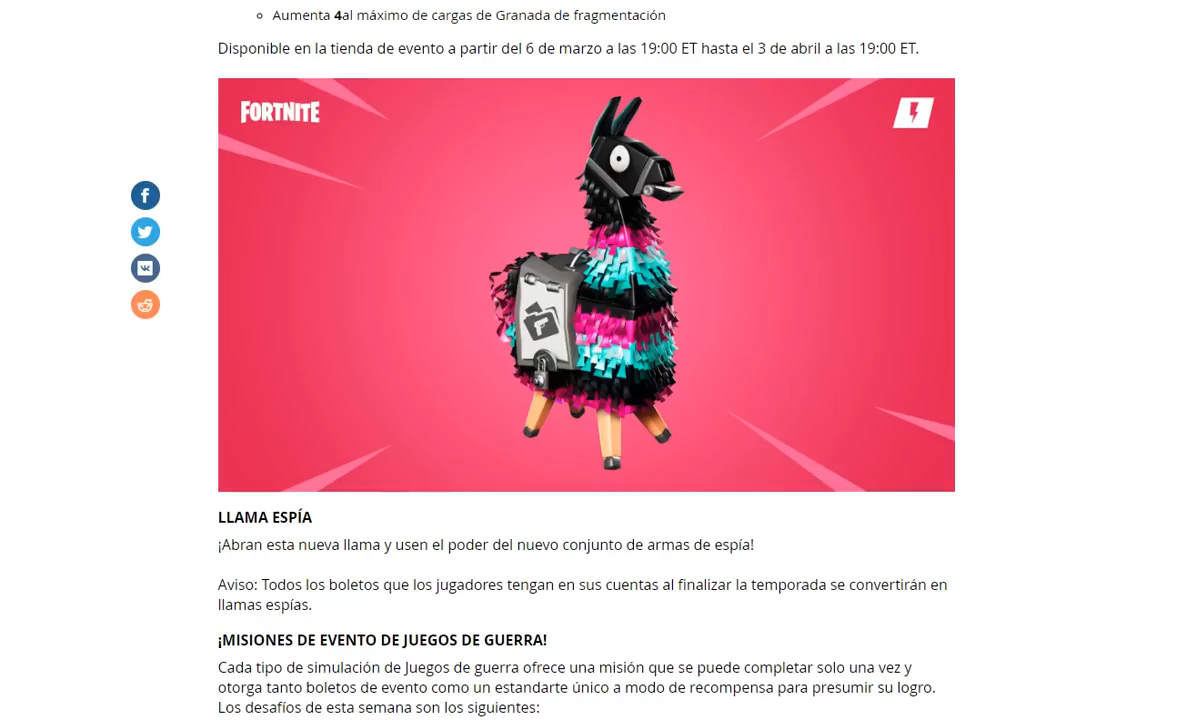 Aumenta 4al máximo de cargas de Granada de fragmentación
Disponible en la tienda de evento a partir del 6 de marzo a las 19:00 ET hasta el 3 de abril a las 19:00 ET.
FORTNITE
LLAMA ESPÍA
¡Abran esta nueva llama y usen el poder del nuevo conjunto de armas de espía!
Aviso: Todos los boletos que los jugadores tengan en sus cuentas al finalizar la temporada se convertirán en
llamas espías.
¡MISIONES DE EVENTO DE JUEGOS DE GUERRA!
Cada tipo de simulación de Juegos de guerra ofrece una misión que se puede completar solo una vez y
otorga tanto boletos de evento como un estandarte único a modo de recompensa para presumir su logro.
Los desafíos de esta semana son los siguientes: